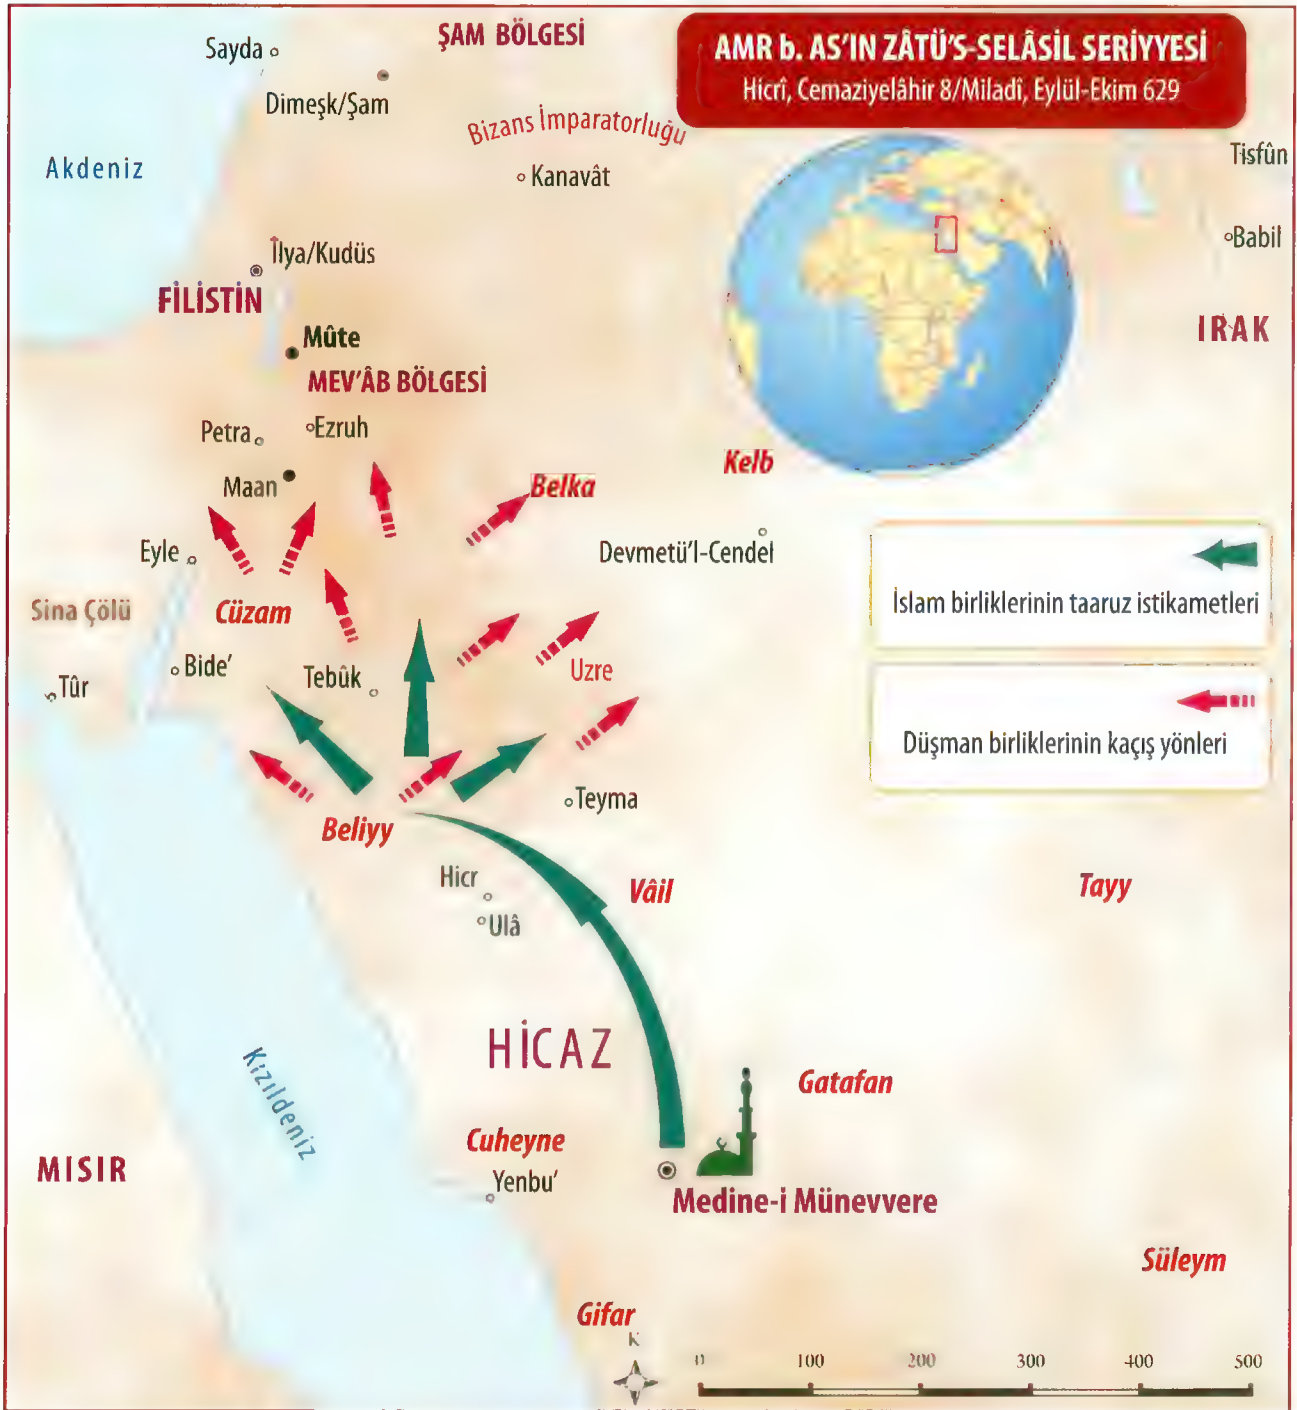 AMR b. AS'IN ZÂTÜ'S-SELÂSİL SERİYYESİ
Hicrî, Cemaziyelâhir 8/Miladî, Eylül-Ekim 629
ŞAM BÖLGESİ
Sayda
Dimeşk/Şam
Bizans İmparatorluğu
Kanavât
Akdeniz
Tisfûn
Babil
İlya/Kudüs
FİLİSTİN
IRAK
Mûte
MEV'ÂB BÖLGESİ
Petra
Ezruh
Kelb
Maan
Belka
Eyle
Devmetü'l-Cendel
İslam birliklerinin taaruz istikametleri
Sina Çölü
Cüzam
Bide'
Tebûk
Uzre
Tûr
Düşman birliklerinin kaçış yönleri
Teyma
Beliyy
Hicr
Vâil
Tayy
Ulâ
HİCAZ
Kızıldeniz
Gatafan
Cuheyne
MISIR
Yenbu'
Medine-i Münevvere
Süleym
Gifar
K
0 100 200 300 400 500